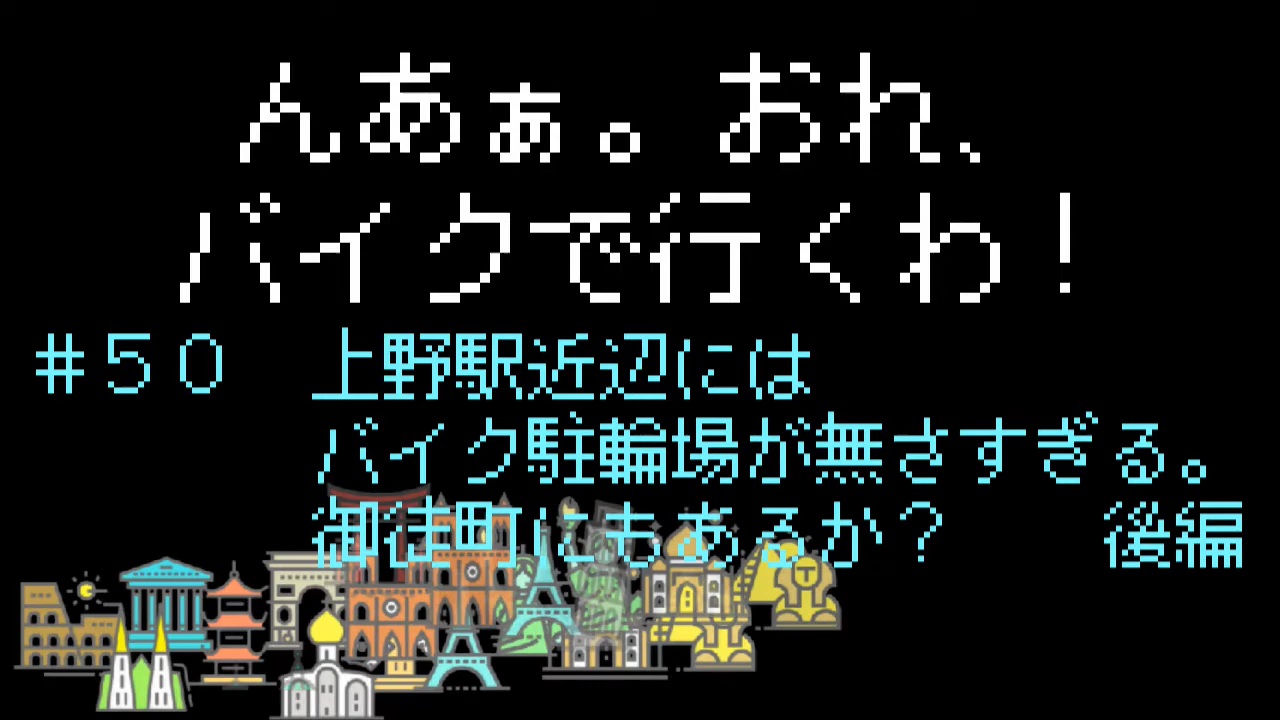 んあぁ。おれ、
バイクで行くわ！
＃５０　上野駅近辺には
バイク駐輪場が無さすぎる。
御徒町にもあるか？　後編